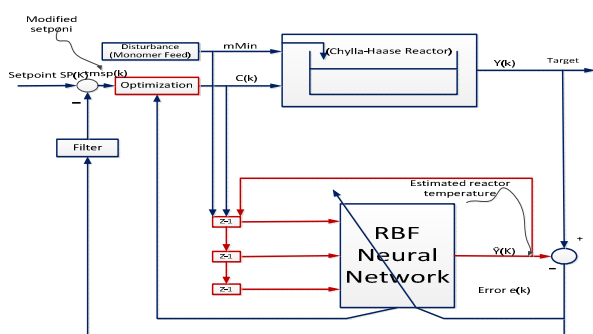 Modified
setponi
Disturbance
(Monomer Feed)
mMin
(Chylla-Haase Reactor)
Y(k)
Target
Setpoint SP(K)
tmsp(k)
Optimization
C(k)
Filter
Estimated reactor
temperature
Z-1
Z-1
Z-1
RBF
Neural
Network
Ŷ(K)
+
−
−
Error e(k)